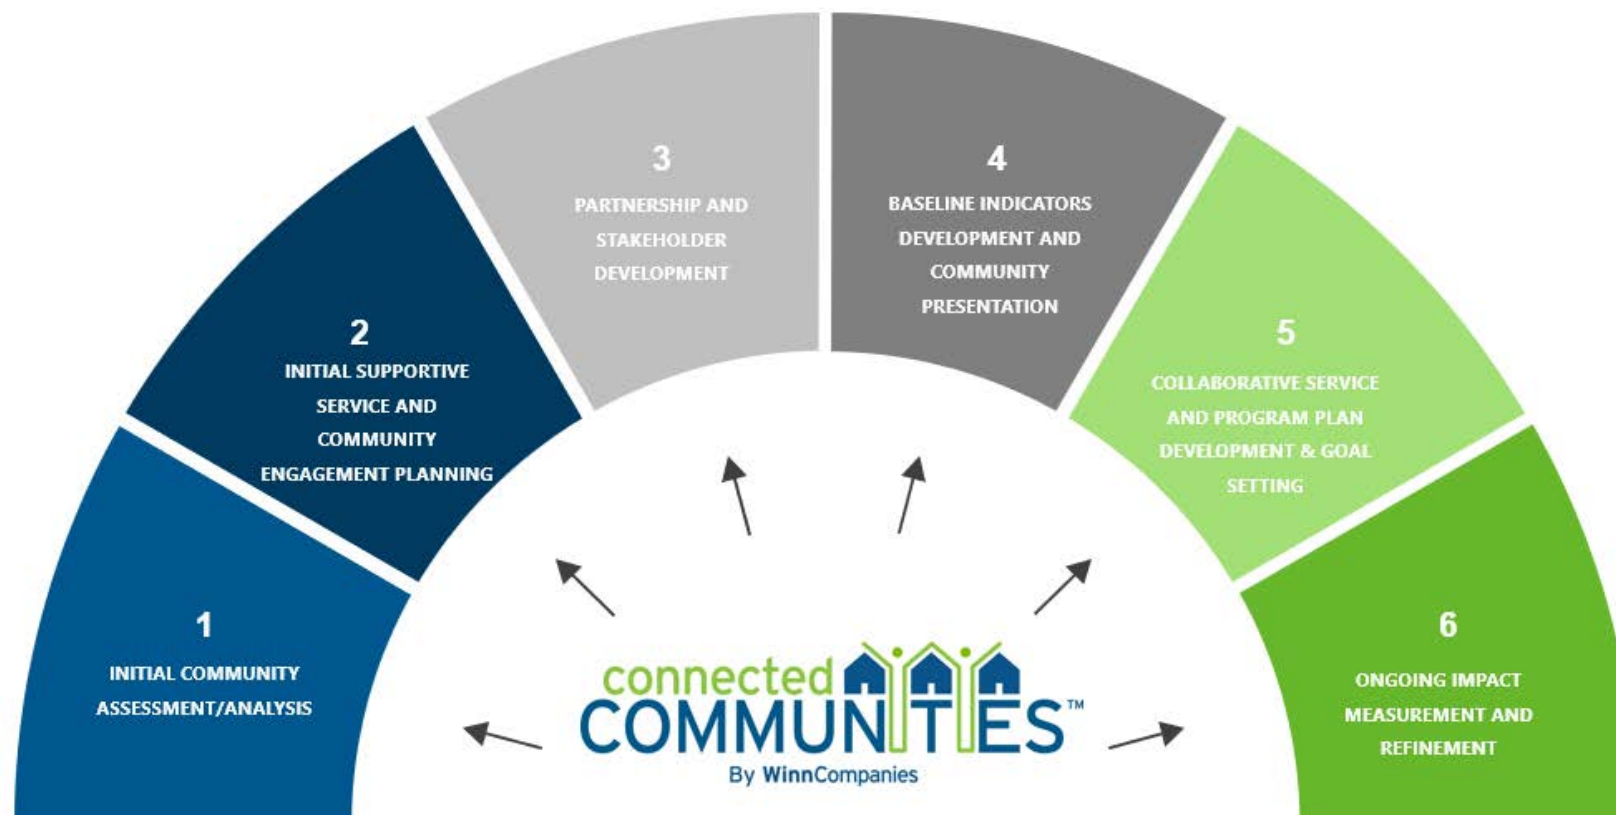 1
INITIAL COMMUNITY
ASSESSMENT/ANALYSIS
2
INITIAL SUPPORTIVE
SERVICE AND
COMMUNITY
ENGAGEMENT PLANNING
3
PARTNERSHIP AND
STAKEHOLDER
DEVELOPMENT
4
BASELINE INDICATORS
DEVELOPMENT AND
COMMUNITY
PRESENTATION
5
COLLABORATIVE SERVICE
AND PROGRAM PLAN
DEVELOPMENT & GOAL
SETTING
6
ONGOING IMPACT
MEASUREMENT AND
REFINEMENT
connected
COMMUNITIES™
By WinnCompanies